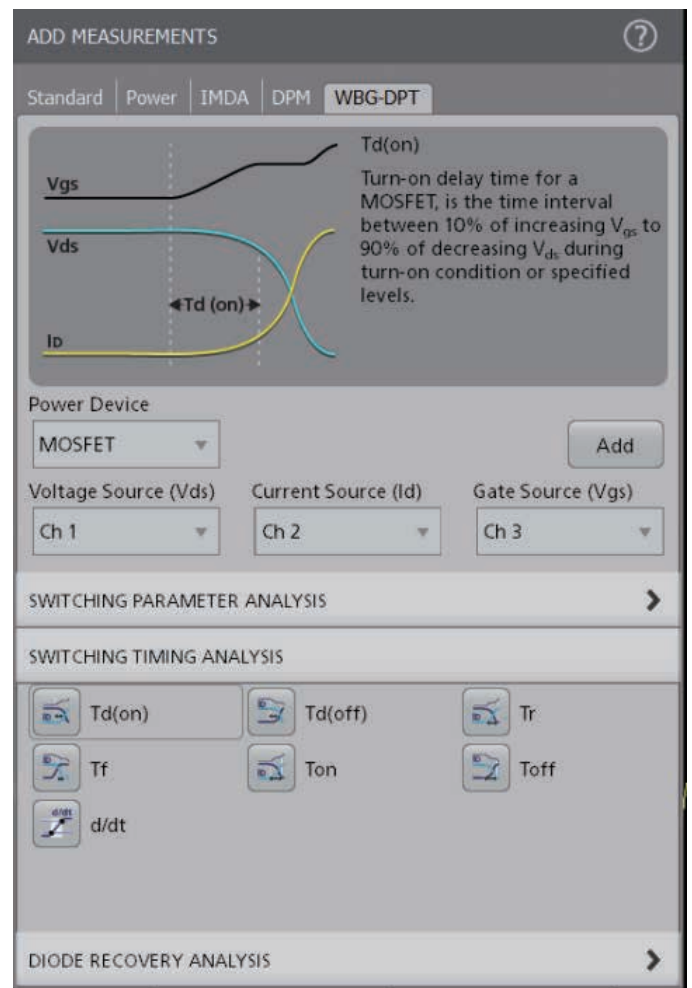 ADD MEASUREMENTS
?
Standard Power IMDA DPM WBG-DPT
Td(on)
Turn-on delay time for a
MOSFET, is the time interval
between 10% of increasing Vgs to
90% of decreasing Vds during
turn-on condition or specified
levels.
Vgs
Vds
Td (on)
ID
Power Device
MOSFET
Add
Voltage Source (Vds) Current Source (Id) Gate Source (Vgs)
Ch 1 Ch 2 Ch 3
SWITCHING PARAMETER ANALYSIS
SWITCHING TIMING ANALYSIS
Td(on) Td(off) Tr
Tf Ton Toff
d/dt d/dt
DIODE RECOVERY ANALYSIS